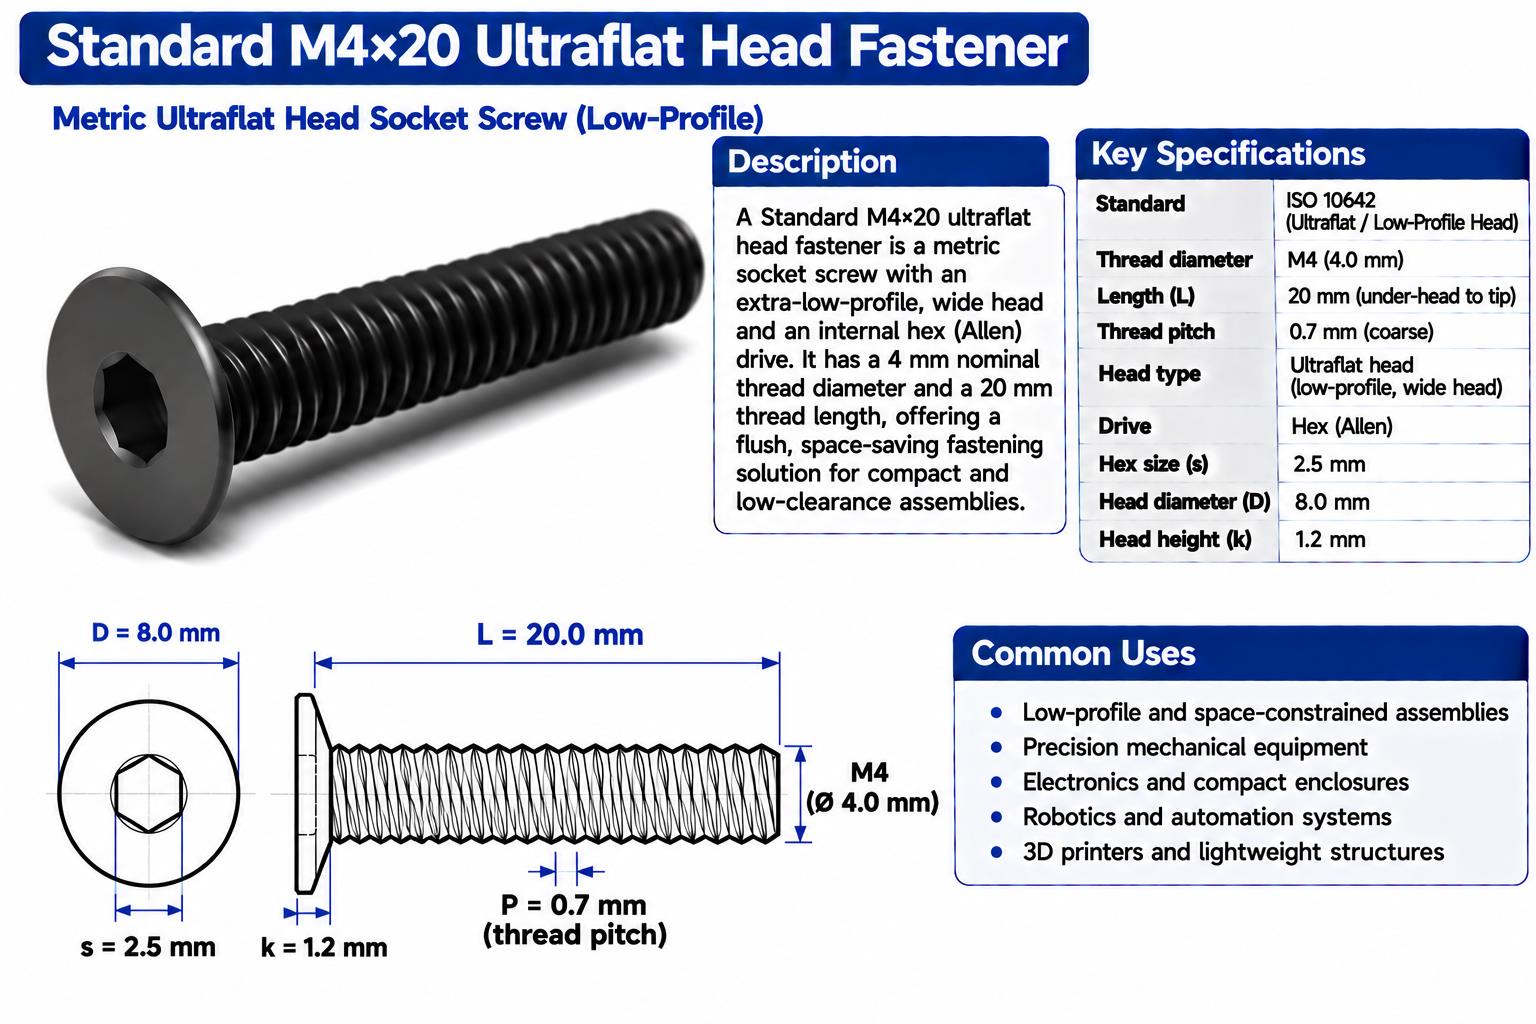 Standard M4×20 Ultraflat Head Fastener
Metric Ultraflat Head Socket Screw (Low-Profile)
Description
A Standard M4×20 ultraflat
head fastener is a metric
socket screw with an
extra-low-profile, wide head
and an internal hex (Allen)
drive. It has a 4 mm nominal
thread diameter and a 20 mm
thread length, offering a
flush, space-saving fastening
solution for compact and
low-clearance assemblies.
Key Specifications
Standard ISO 10642
(Ultraflat / Low-Profile Head)
Thread diameter M4 (4.0 mm)
Length (L) 20 mm (under-head to tip)
Thread pitch 0.7 mm (coarse)
Head type Ultraflat head
(low-profile, wide head)
Drive Hex (Allen)
Hex size (s) 2.5 mm
Head diameter (D) 8.0 mm
Head height (k) 1.2 mm
D = 8.0 mm
L = 20.0 mm
M4
(Ø 4.0 mm)
P = 0.7 mm
(thread pitch)
s = 2.5 mm
k = 1.2 mm
Common Uses
• Low-profile and space-constrained assemblies
• Precision mechanical equipment
• Electronics and compact enclosures
• Robotics and automation systems
• 3D printers and lightweight structures